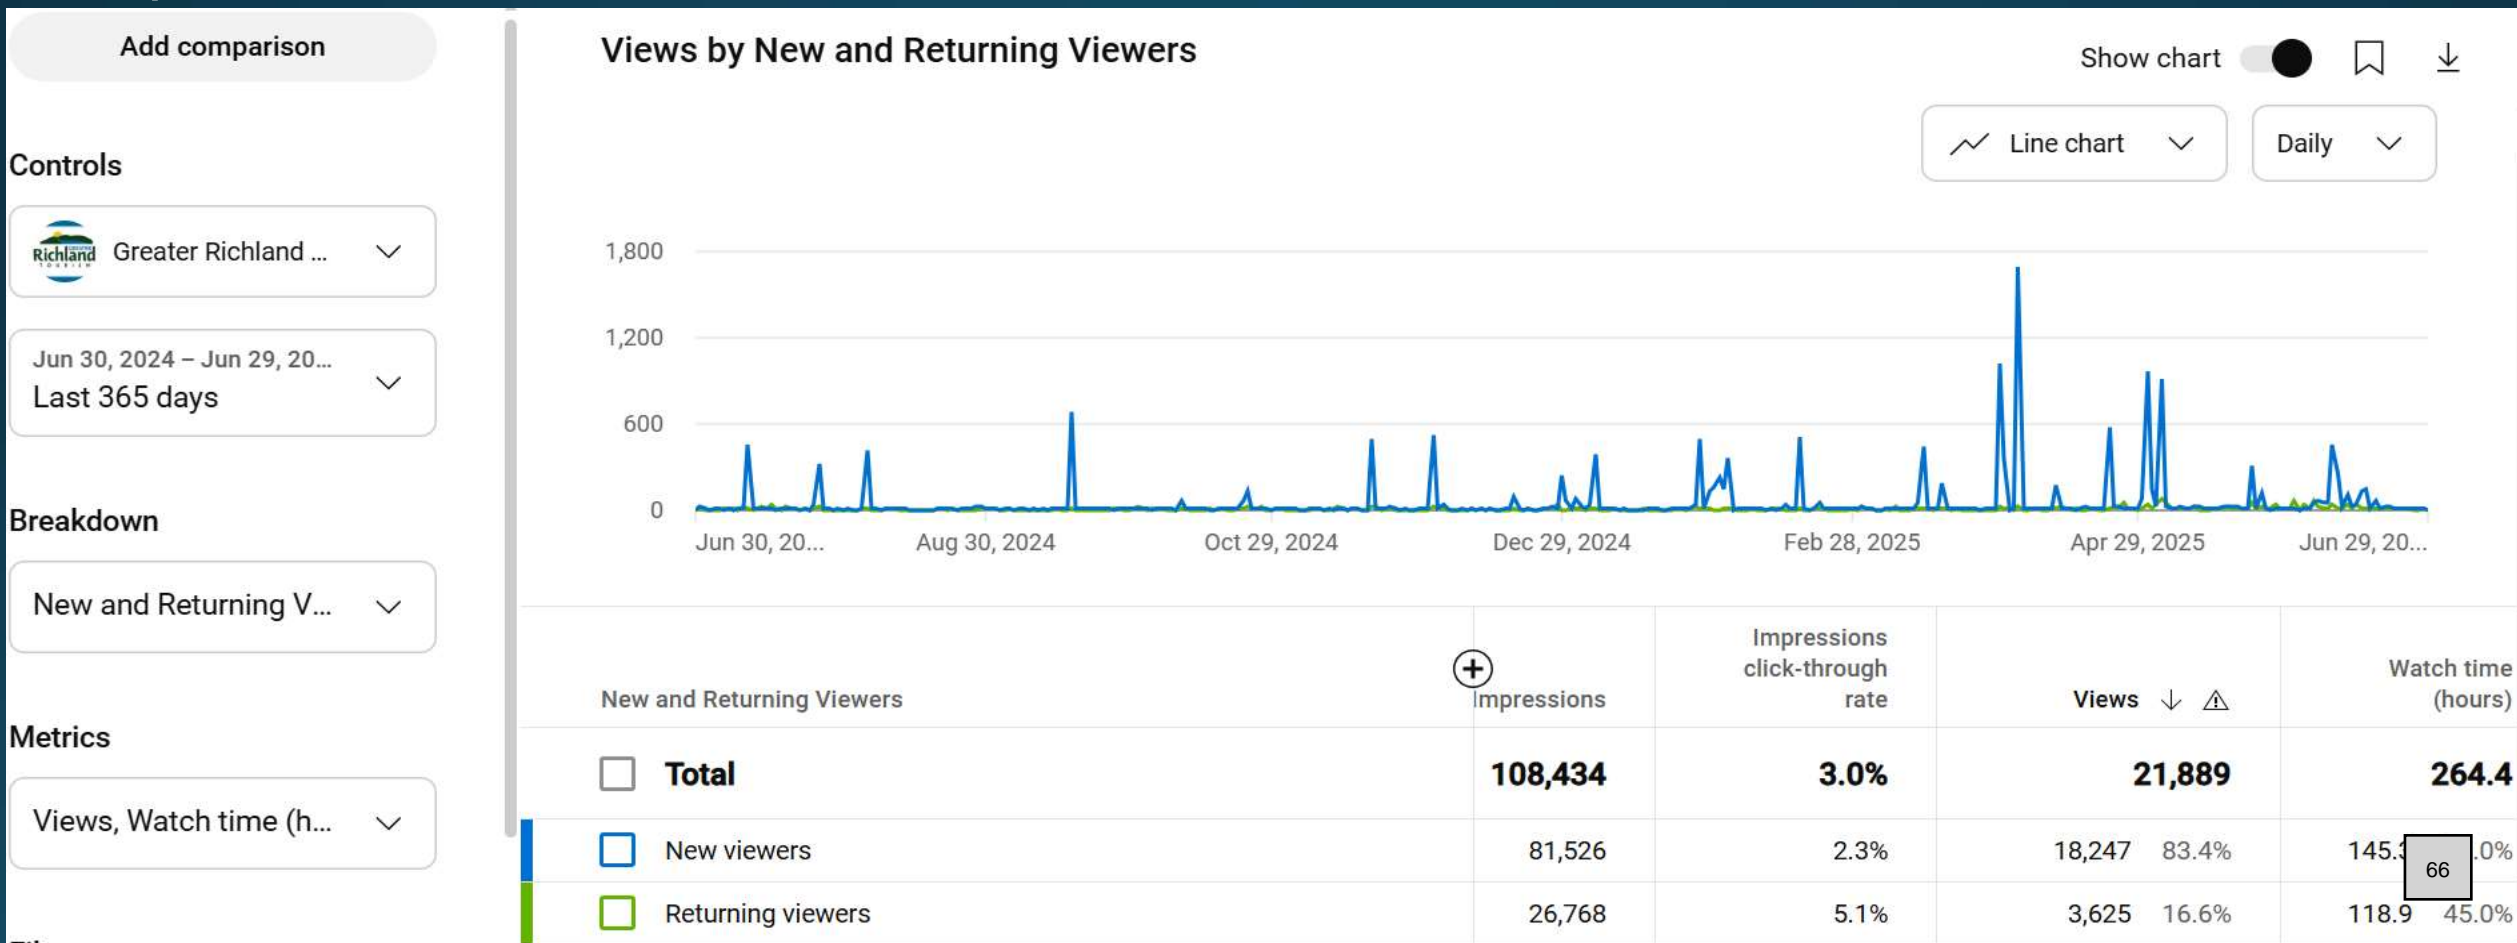 Add comparison
Controls
Richland
TOURISM
Greater Richland ...
Jun 30, 2024 – Jun 29, 20...
Last 365 days
Breakdown
New and Returning V...
Metrics
Views, Watch time (h...
Views by New and Returning Viewers
Show chart
Line chart
Daily
1,800
1,200
600
0
Jun 30, 20... Aug 30, 2024 Oct 29, 2024 Dec 29, 2024 Feb 28, 2025 Apr 29, 2025 Jun 29, 20...
New and Returning Viewers
Impressions
Impressions
click-through
rate
Views
Watch time
(hours)
Total 108,434 3.0% 21,889 264.4
New viewers 81,526 2.3% 18,247 83.4% 145. .0%
66
Returning viewers 26,768 5.1% 3,625 16.6% 118.9 45.0%